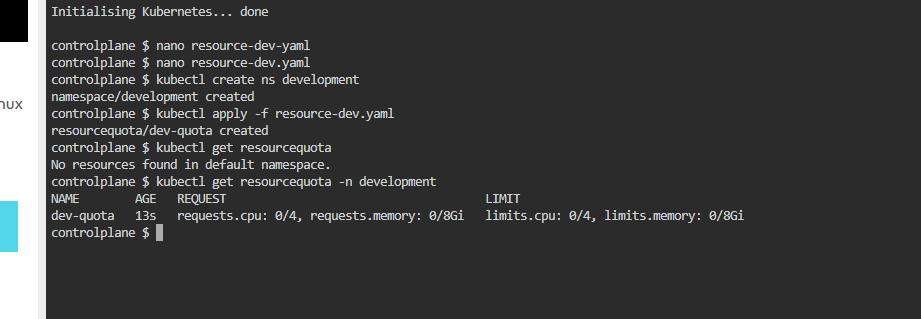 Initialising Kubernetes... done
controlplane $ nano resource-dev-yaml
controlplane $ nano resource-dev.yaml
controlplane $ kubectl create ns development
namespace/development created
controlplane $ kubectl apply -f resource-dev.yaml
resourcequota/dev-quota created
controlplane $ kubectl get resourcequota
No resources found in default namespace.
controlplane $ kubectl get resourcequota -n development
NAME        AGE   REQUEST                                      LIMIT
dev-quota   13s   requests.cpu: 0/4, requests.memory: 0/8Gi   limits.cpu: 0/4, limits.memory: 0/8Gi
controlplane $
nux